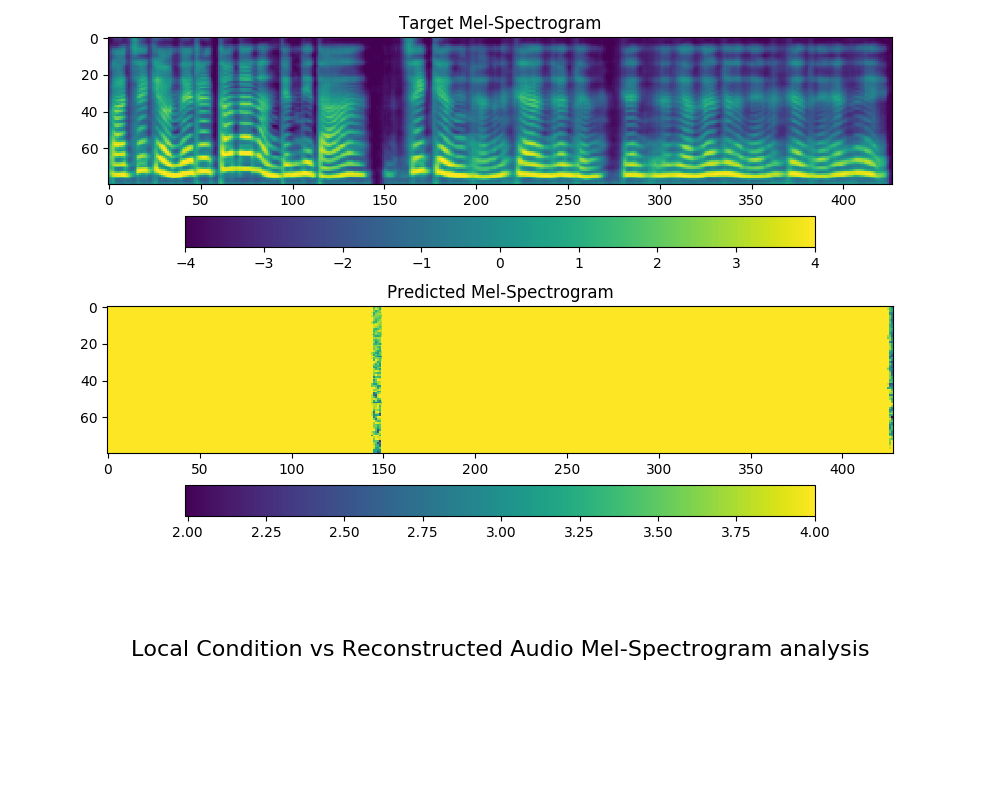 Target Mel-Spectrogram
0
20
40
60
0 50 100 150 200 250 300 350 400
−4 −3 −2 −1 0 1 2 3 4
Predicted Mel-Spectrogram
0
20
40
60
0 50 100 150 200 250 300 350 400
2.00 2.25 2.50 2.75 3.00 3.25 3.50 3.75 4.00
Local Condition vs Reconstructed Audio Mel-Spectrogram analysis